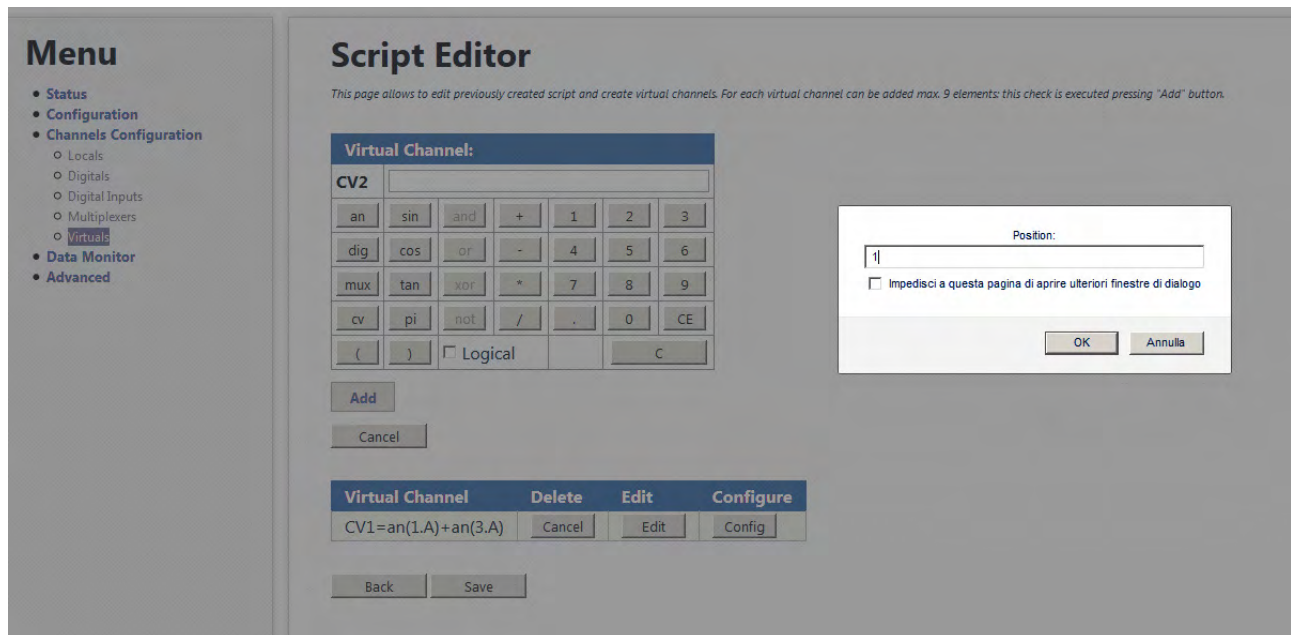 Menu
Status
Configuration
Channels Configuration
Locals
Digitals
Digital Inputs
Multiplexers
Virtuals
Data Monitor
Advanced
Script Editor
This page allows to edit previously created script and create virtual channels. For each virtual channel can be added max. 9 elements: this check is executed pressing "Add" button.
Virtual Channel:
CV2
an sin and + 1 2 3
dig cos or - 4 5 6
mux tan xor * 7 8 9
cv pi not / . 0 CE
( ) Logical C
Add
Cancel
Virtual Channel Delete Edit Configure
CV1=an(1.A)+an(3.A) Cancel Edit Config
Back Save
Position:
1
Impedisci a questa pagina di aprire ulteriori finestre di dialogo
OK Annulla